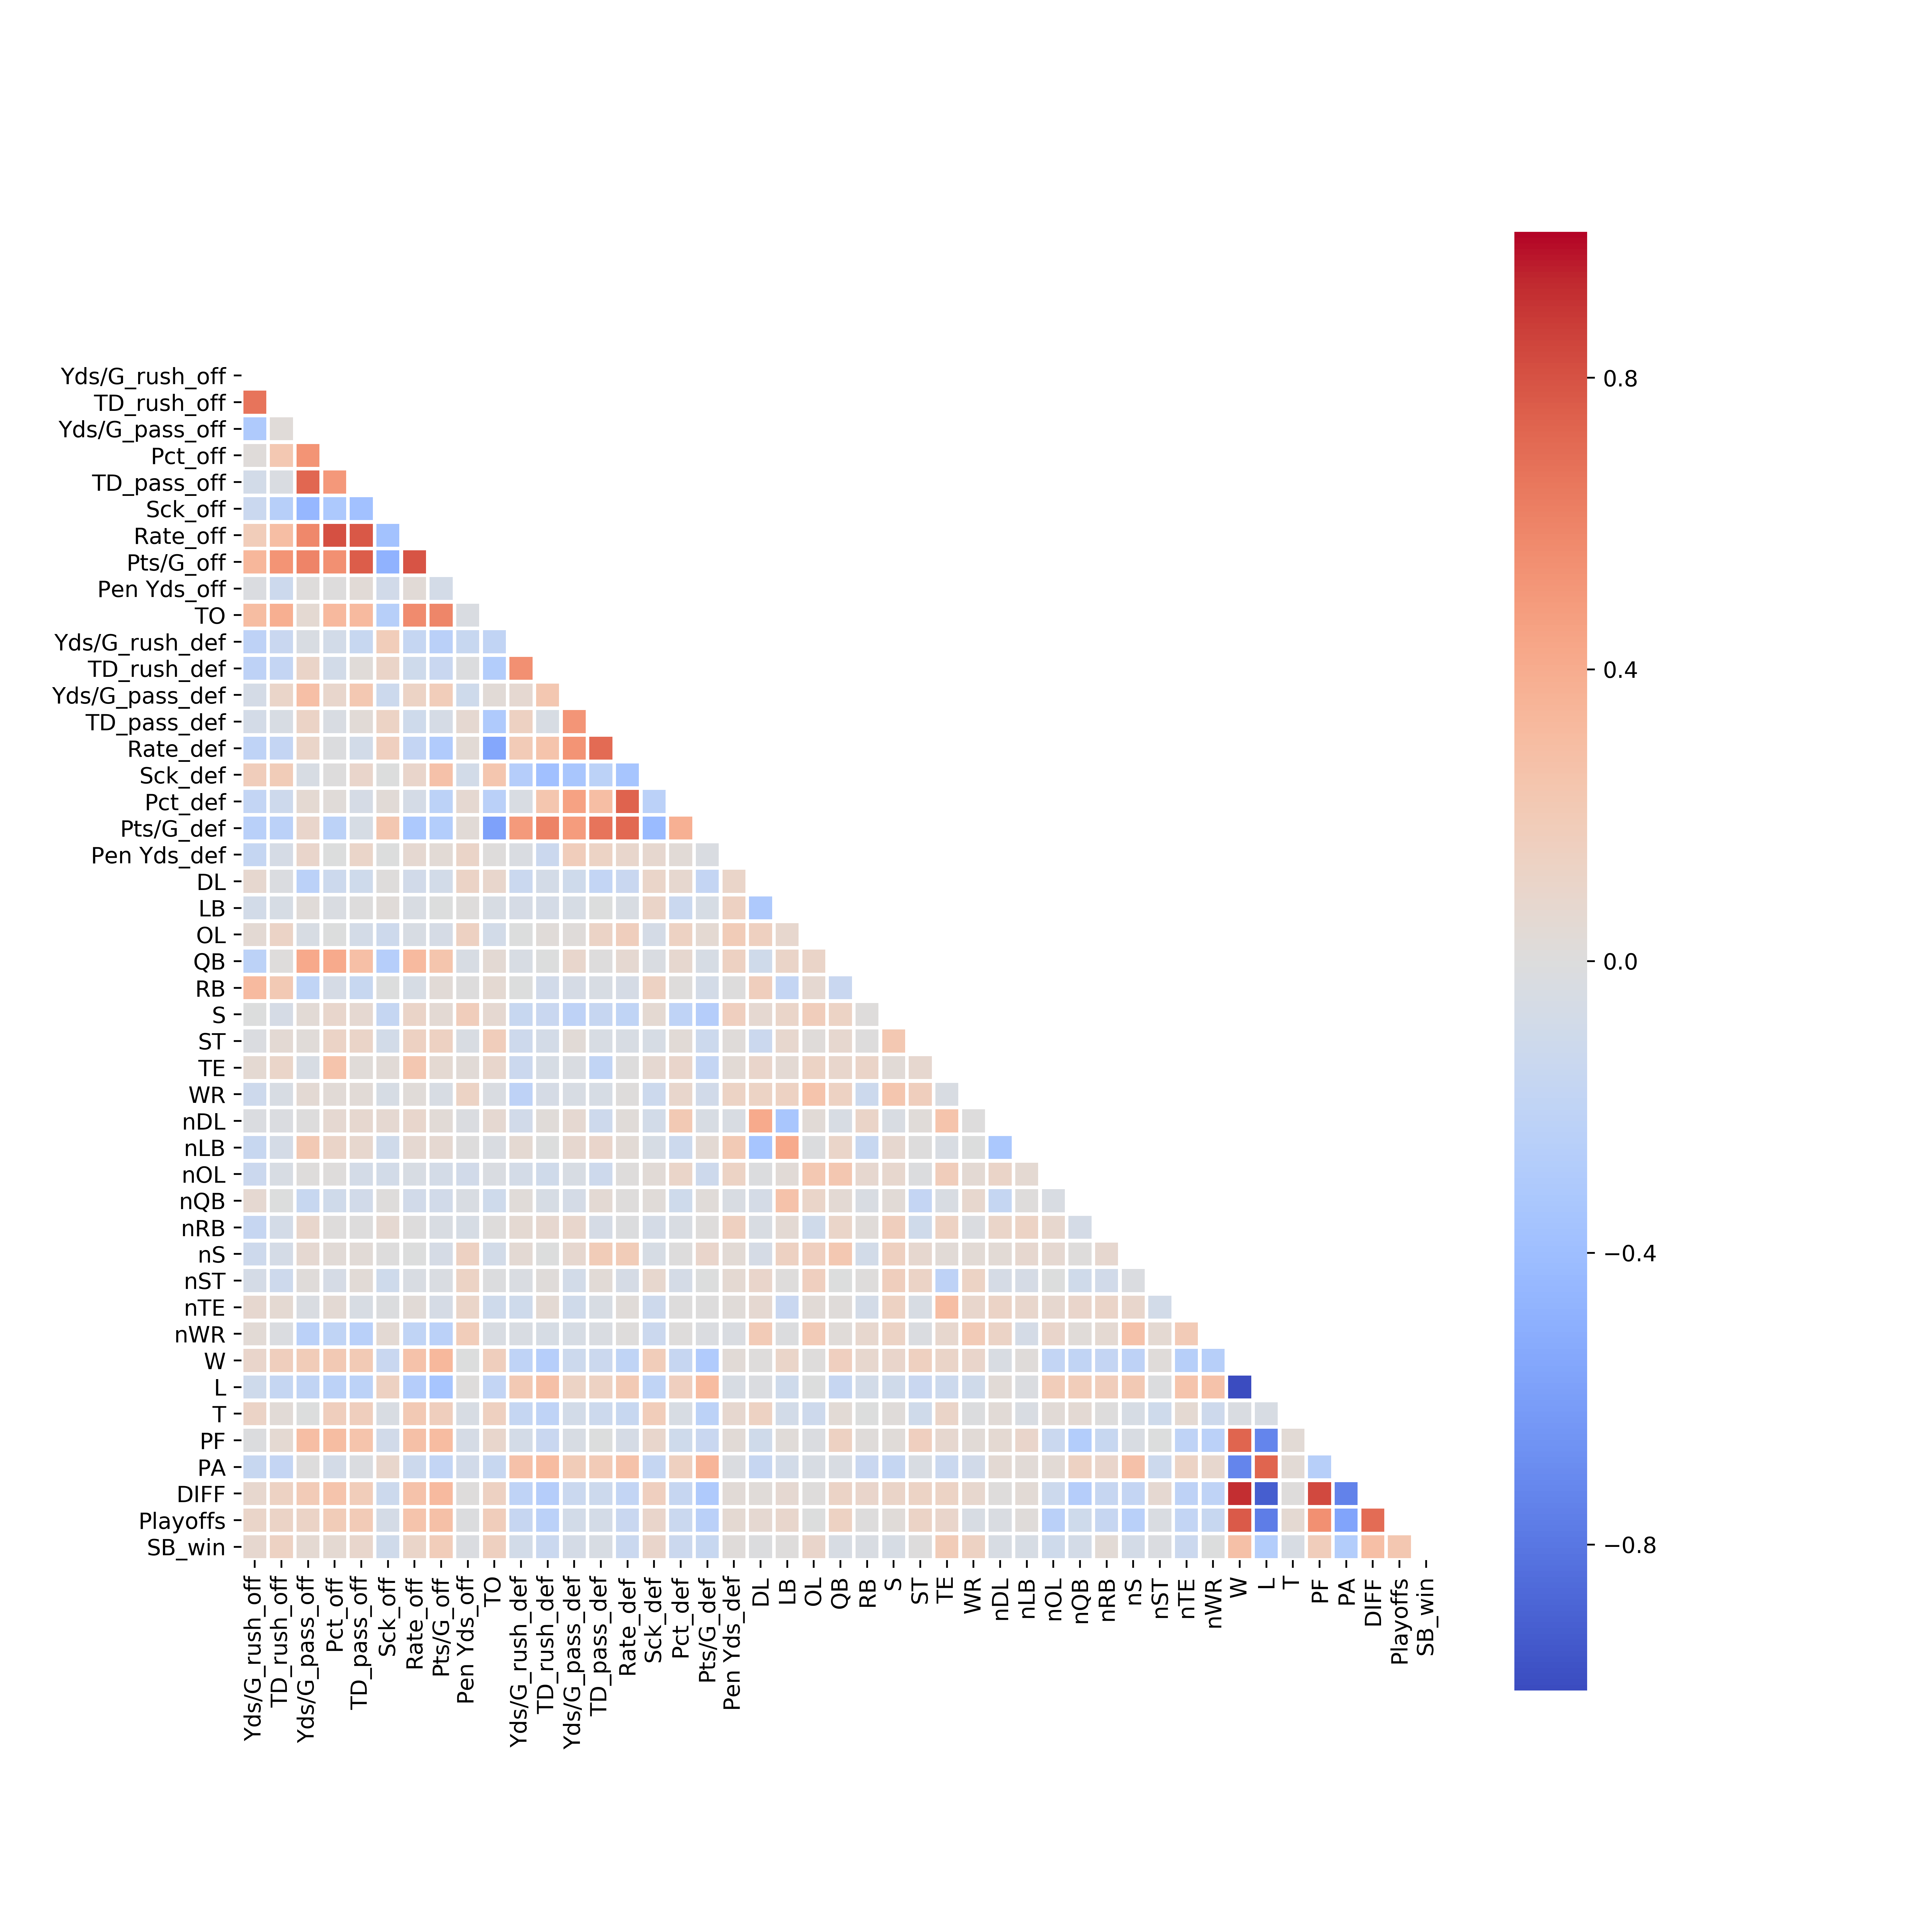 Yds/G_rush_off
TD_rush_off
Yds/G_pass_off
Pct_off
TD_pass_off
Sck_off
Rate_off
Pts/G_off
Pen Yds_off
TO
Yds/G_rush_def
TD_rush_def
Yds/G_pass_def
TD_pass_def
Rate_def
Sck_def
Pct_def
Pts/G_def
Pen Yds_def
DL
LB
OL
QB
RB
S
ST
TE
WR
nDL
nLB
nOL
nQB
nRB
nS
nST
nTE
nWR
W
L
T
PF
PA
DIFF
Playoffs
SB_win
Yds/G_rush_off
TD_rush_off
Yds/G_pass_off
Pct_off
TD_pass_off
Sck_off
Rate_off
Pts/G_off
Pen Yds_off
TO
Yds/G_rush_def
TD_rush_def
Yds/G_pass_def
TD_pass_def
Rate_def
Sck_def
Pct_def
Pts/G_def
Pen Yds_def
DL
LB
OL
QB
RB
S
ST
TE
WR
nDL
nLB
nOL
nQB
nRB
nS
nST
nTE
nWR
W
L
T
PF
PA
DIFF
Playoffs
SB_win
0.8
0.4
0.0
−0.4
−0.8